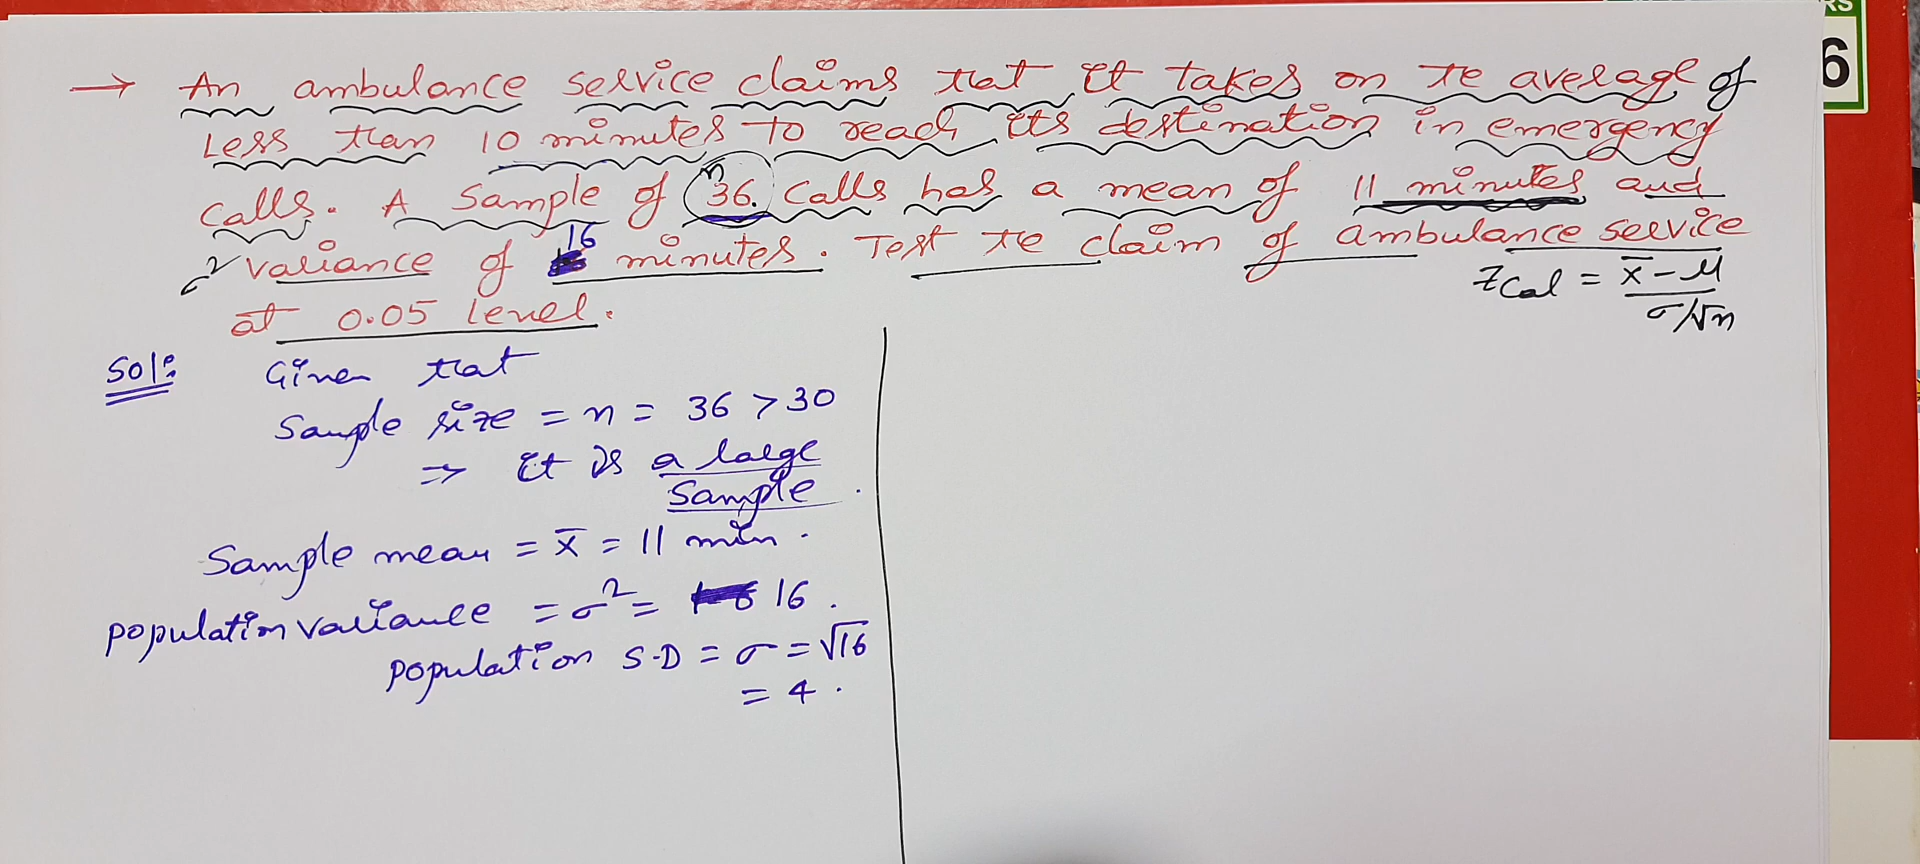 → An ambulance service claims that it takes on the average of
Less than 10 minutes to reach its destination in emergency
calls. A sample of 36. calls has a mean of 11 minutes and
variance of 16 minutes. Test the claim of ambulance service
at 0.05 level.
Z cal = x̄ - μ / σ/√n
Sol:
Given that
Sample size = n = 36 > 30
⇒ It is a large
sample.
Sample mean = x̄ = 11 min.
population variance = σ² = 16.
population S.D = σ = √16
= 4.
RS
6